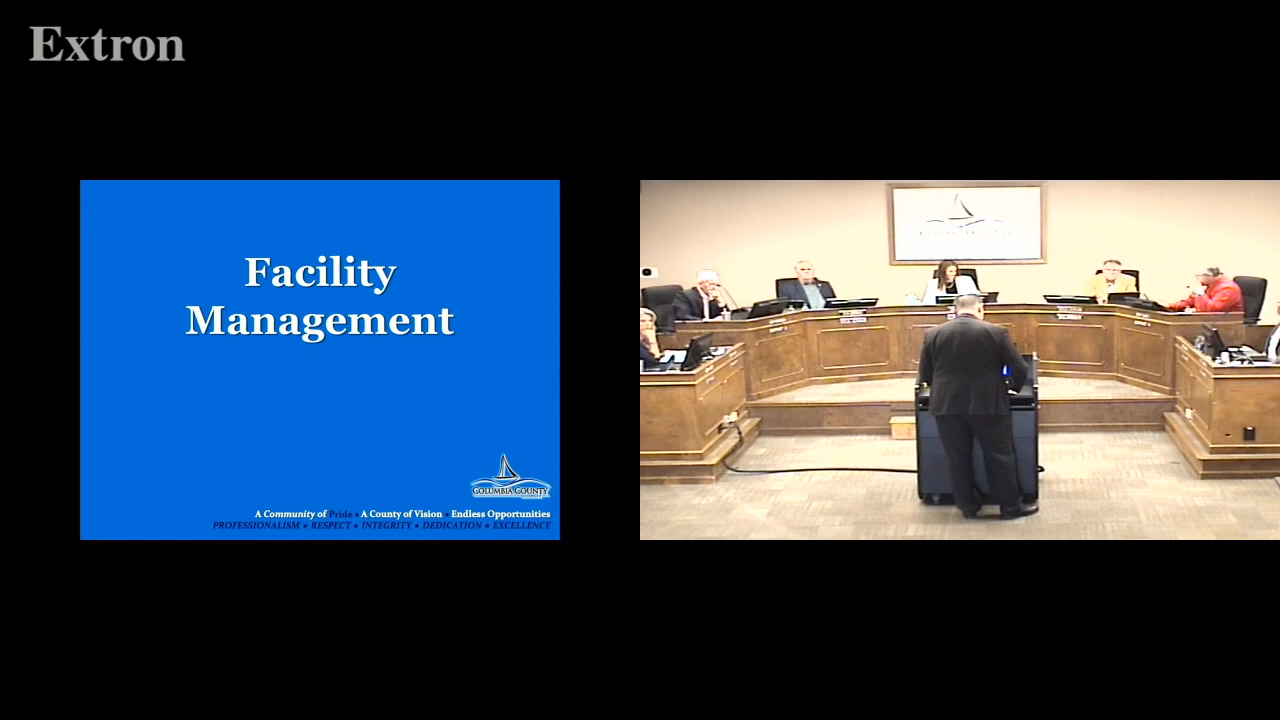 Extron
Facility
Management
COLUMBIA COUNTY
A Community of Pride • A County of Vision • Endless Opportunities
PROFESSIONALISM • RESPECT • INTEGRITY • DEDICATION • EXCELLENCE